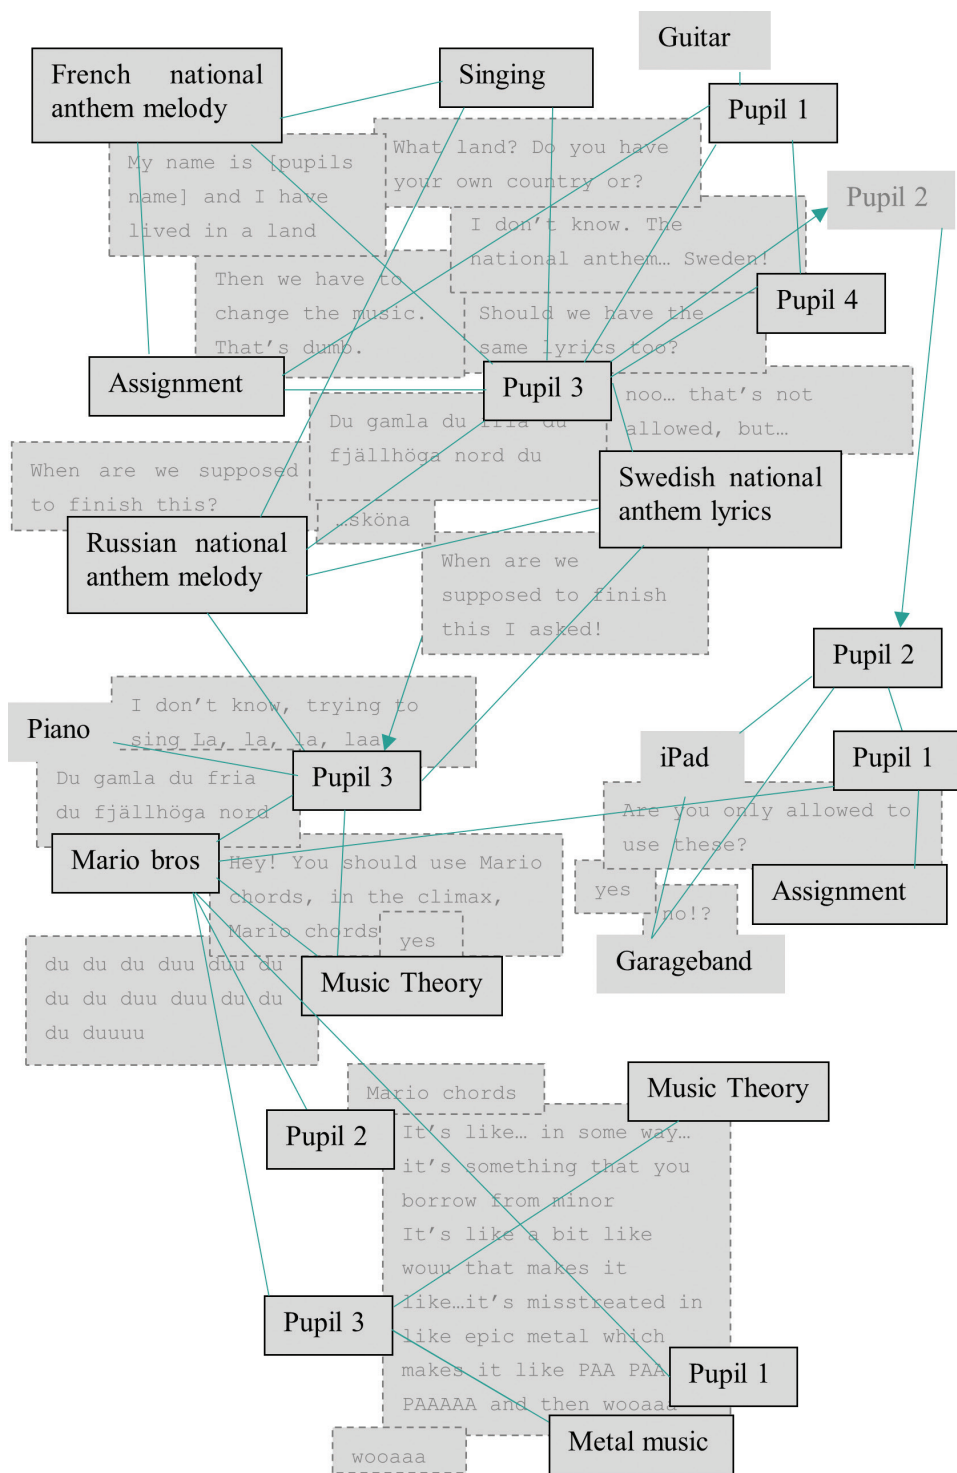 Guitar
French national
anthem melody
Singing
Pupil 1
My name is [pupils
name] and I have
lived in a land
What land? Do you have
your own country or?
Pupil 2
I don't know. The
national anthem… Sweden!
Then we have to
change the music.
That's dumb.
Pupil 4
Should we have the
same lyrics too?
Assignment
Pupil 3
noo… that's not
allowed, but…
Du gamla du fria du
fjällhöga nord du
When are we supposed
to finish this?
Swedish national
anthem lyrics
…sköna
Russian national
anthem melody
When are we
supposed to finish
this I asked!
Pupil 2
I don't know, trying to
sing La, la, la, laa
Piano
Pupil 3
iPad
Pupil 1
Du gamla du fria
du fjällhöga nord
Are you only allowed to
use these?
Mario bros
Hey! You should use Mario
chords, in the climax,
Mario chords
yes
Assignment
yes
no!?
Garageband
du du du duu duu du
du du duu duu du du
du duuuu
Music Theory
Mario chords
Music Theory
Pupil 2
It's like… in some way…
it's something that you
borrow from minor
It's like a bit like
wouu that makes it
like…it's misstreated in
like epic metal which
makes it like PAA PAA
PAAAAA and then wooaaa
Pupil 3
Pupil 1
Metal music
wooaaa